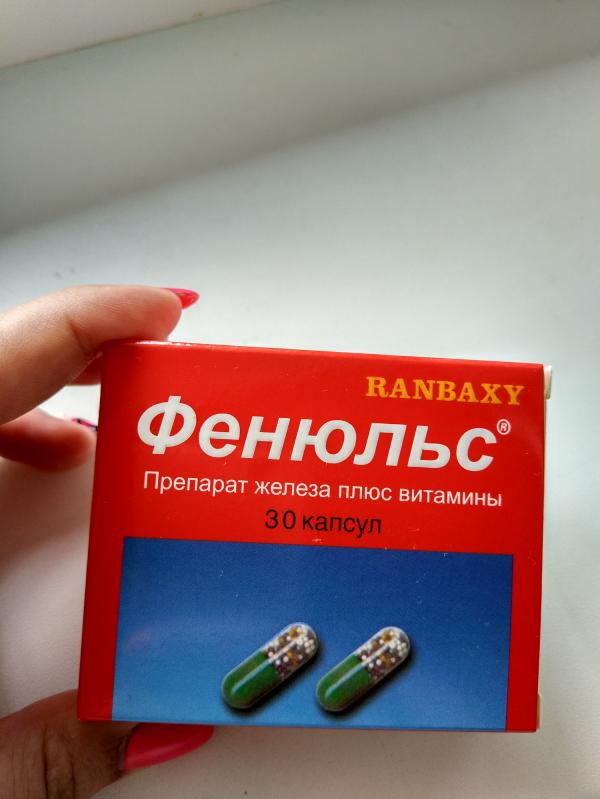 RANBAXY
Фенюльс®
Препарат железа плюс витамины
30 капсул